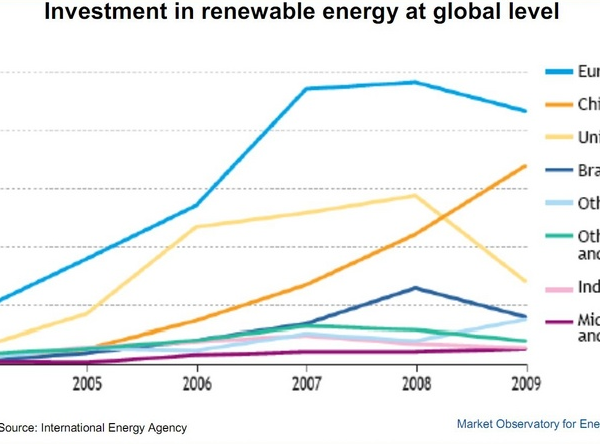 Investment in renewable energy at global level
Eur
Chi
Uni
Bra
Oth
Oth
and
Ind
Mid
and
2005
2006
2007
2008
2009
Source: International Energy Agency
Market Observatory for Ene